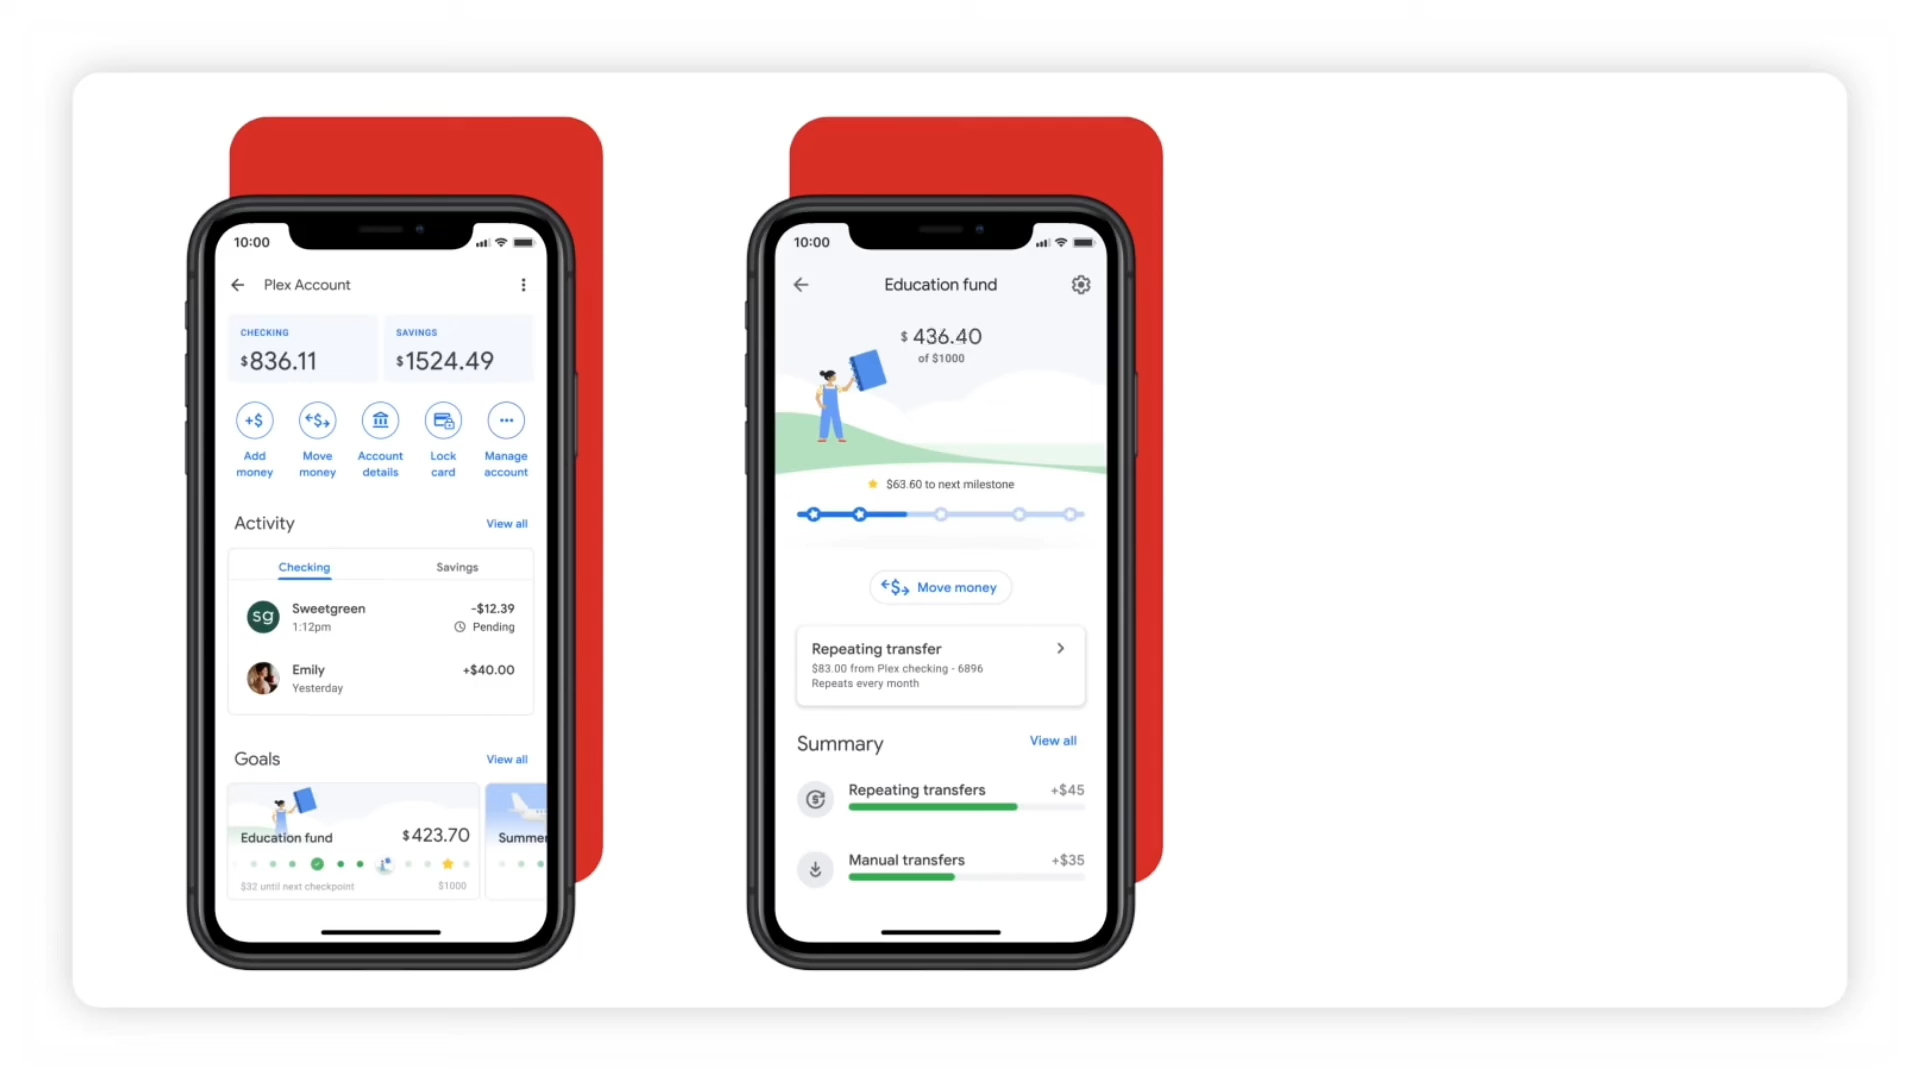 10:00
Plex Account
CHECKING
$836.11
SAVINGS
$1524.49
+$
Add
money
$
Move
money
Account
details
Lock
card
Manage
account
Activity
View all
Checking
Savings
sg
Sweetgreen
-$12.39
1:12pm
Pending
Emily
+$40.00
Yesterday
Goals
View all
Education fund
$423.70
$32 until next checkpoint
$1000
Summer
10:00
Education fund
$ 436.40
of $1000
$63.60 to next milestone
$ Move money
Repeating transfer
$83.00 from Plex checking - 6896
Repeats every month
Summary
View all
$
Repeating transfers
+$45
Manual transfers
+$35